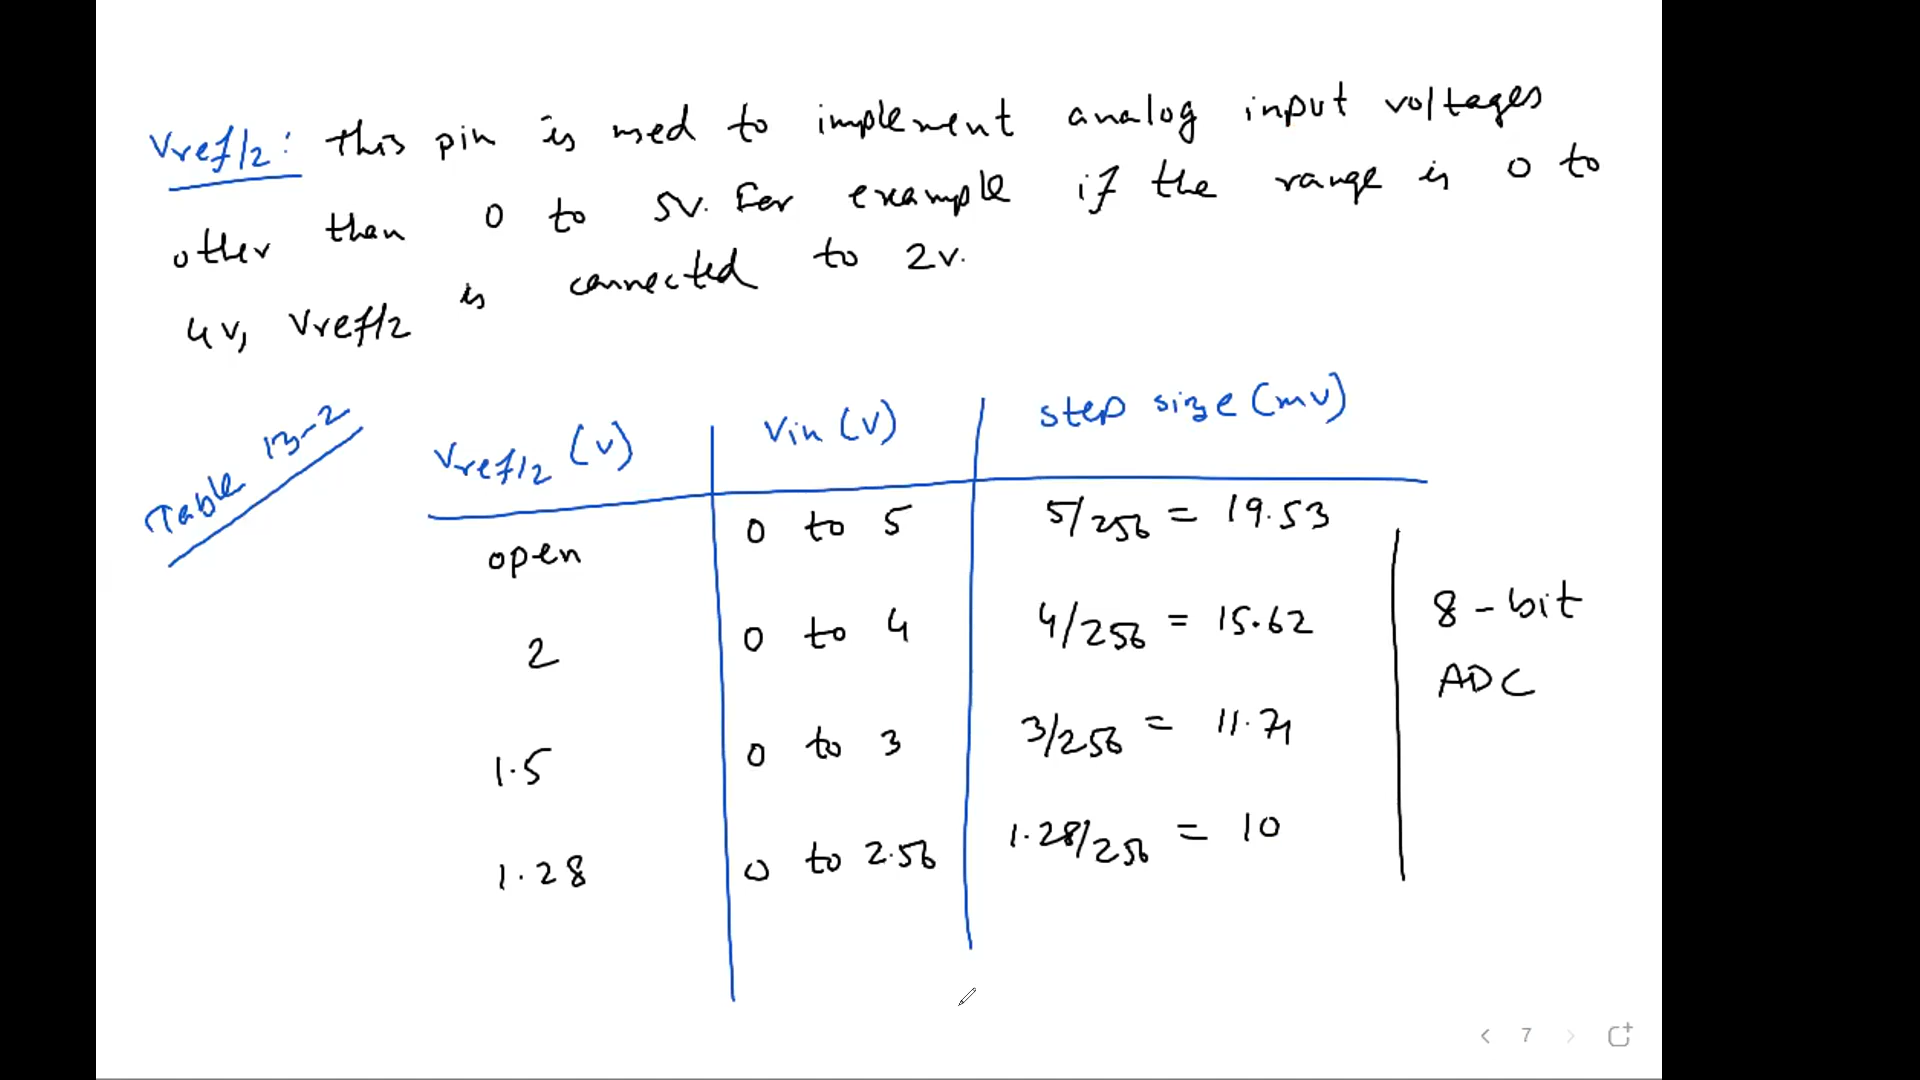 Vref/2: This pin is used to implement analog input voltages
other than 0 to 5V. For example if the range is 0 to
4V, Vref/2 is connected to 2V.
Table 13-2
Vref/2 (V) Vin (V) step size (mV)
open 0 to 5 5/256 = 19.53
2 0 to 4 4/256 = 15.62
1.5 0 to 3 3/256 = 11.71
1.28 0 to 2.56 1.28/256 = 10
8-bit
ADC
7